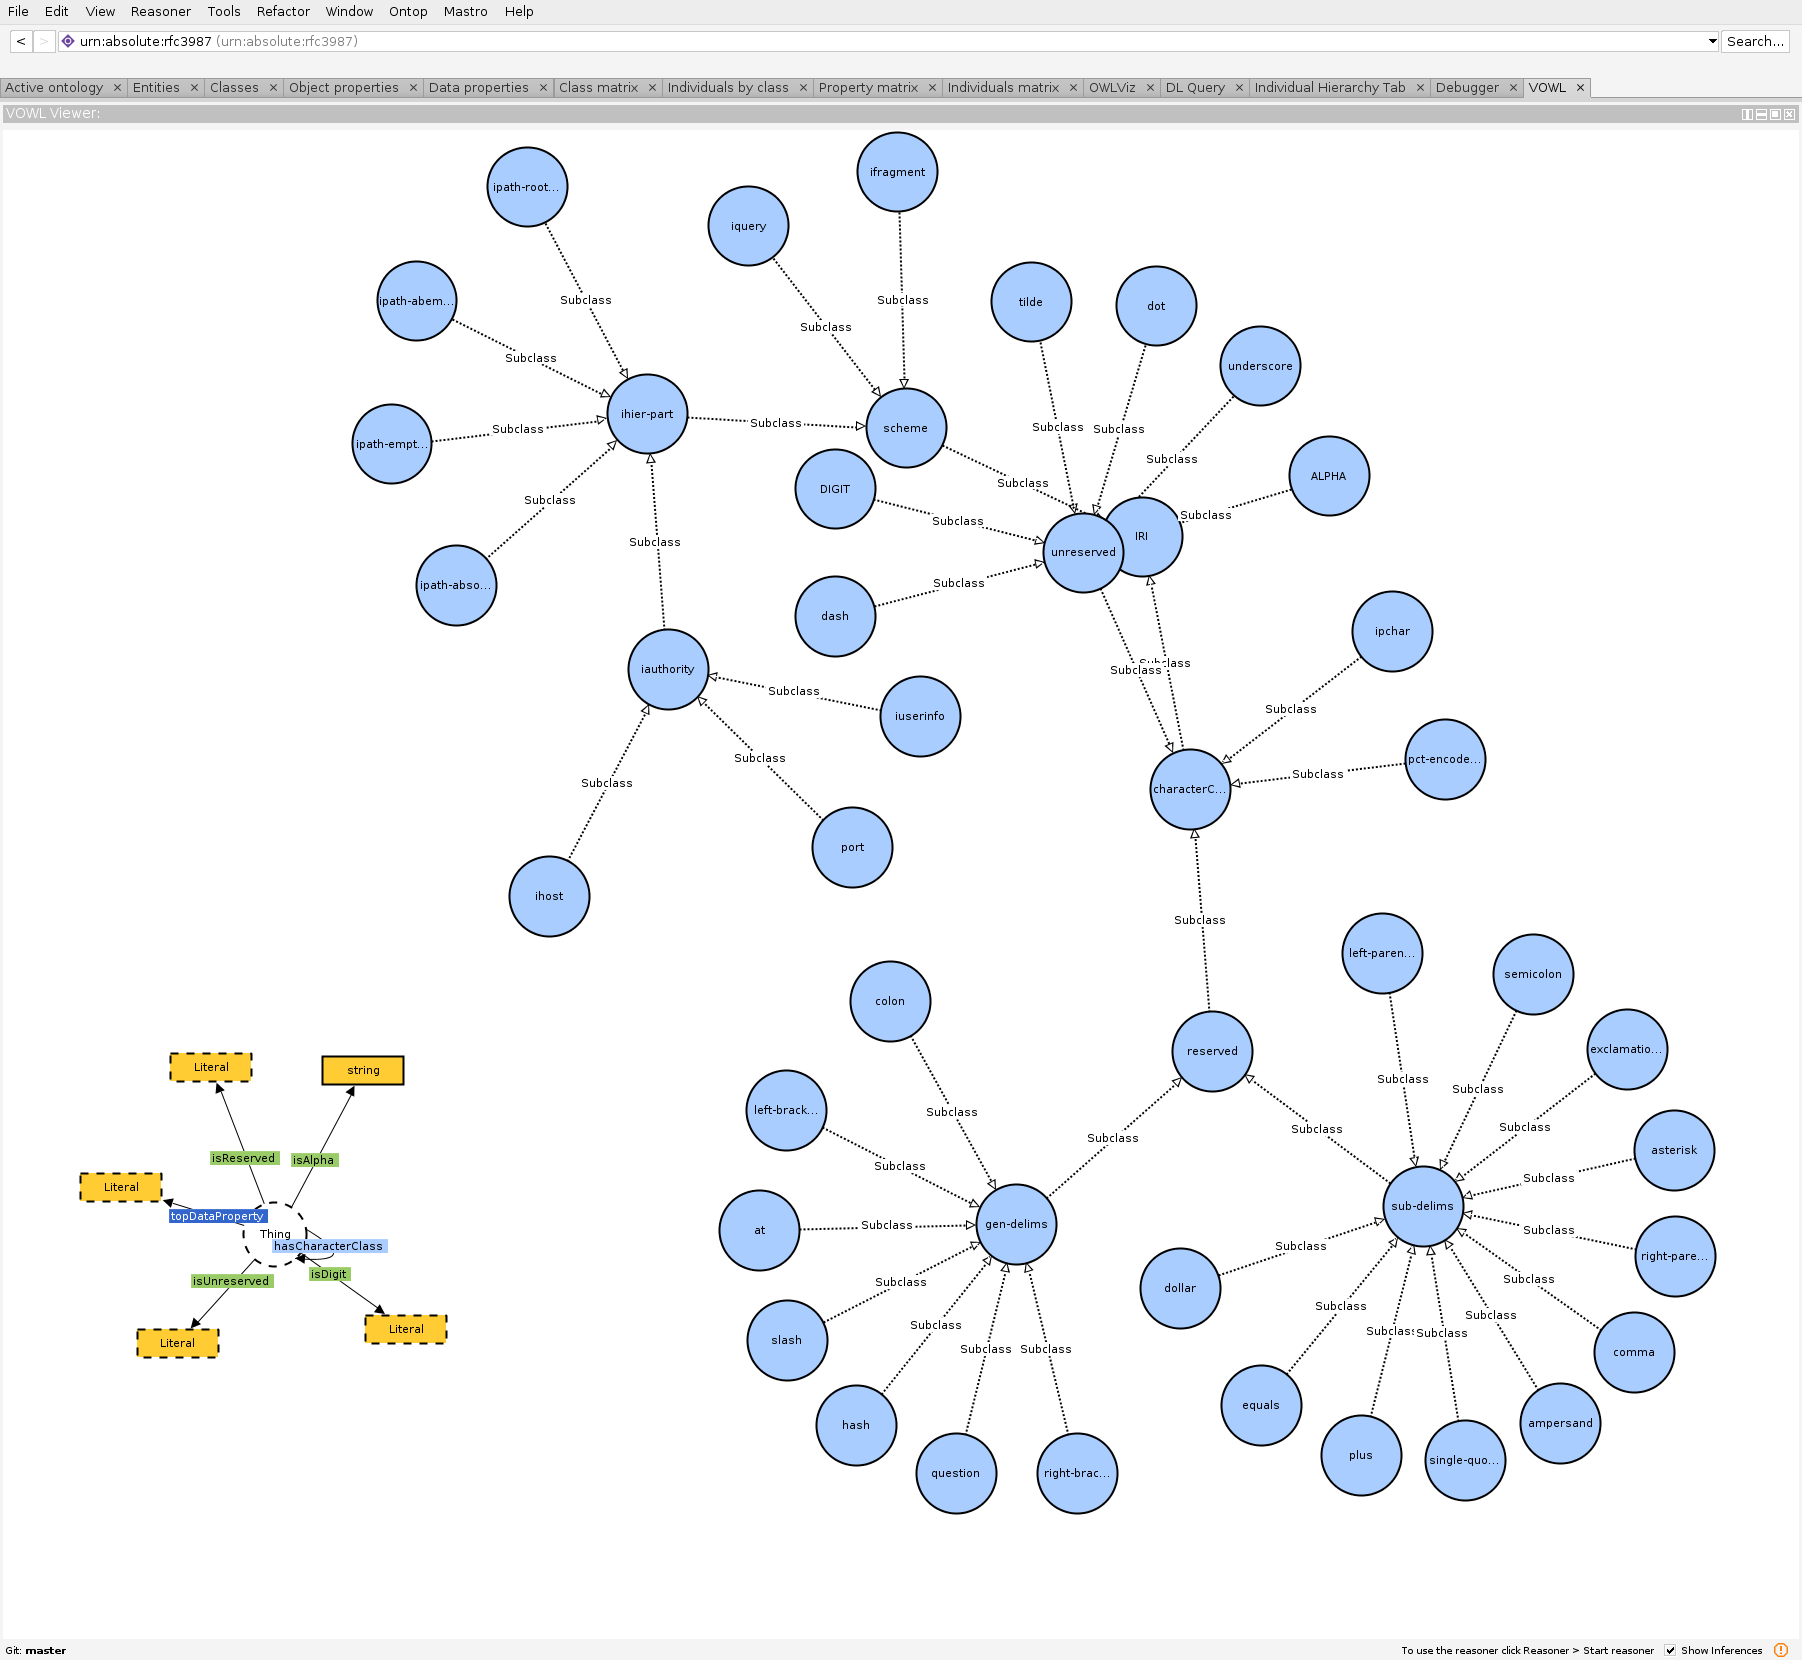 File Edit View Reasoner Tools Refactor Window Ontop Mastro Help
< > urn:absolute:rfc3987 (urn:absolute:rfc3987) Search...
Active ontology × Entities × Classes × Object properties × Data properties × Class matrix × Individuals by class × Property matrix × Individuals matrix × OWLViz × DL Query × Individual Hierarchy Tab × Debugger × VOWL ×
VOWL Viewer:
ifragment
ipath-root...
iquery
ipath-abem...
Subclass
Subclass
tilde
dot
Subclass
Subclass
underscore
ihier-part
Subclass
scheme
Subclass
Subclass
Subclass
ipath-empt...
Subclass
Subclass
ALPHA
Subclass
DIGIT
Subclass
Subclass
Subclass
IRI
Subclass
unreserved
ipath-abso...
Subclass
dash
ipchar
Subclass
Subclass
iauthority
Subclass
iuserinfo
Subclass
Subclass
pct-encode...
Subclass
Subclass
characterC...
port
ihost
Subclass
left-paren...
semicolon
colon
reserved
exclamatio...
Literal
string
Subclass
Subclass
left-brack...
Subclass
Subclass
Subclass
Subclass
asterisk
isReserved
isAlpha
Subclass
Subclass
Literal
topDataProperty
sub-delims
at
Subclass
gen-delims
Subclass
Thing
hasCharacterClass
Subclass
right-pare...
isDigit
isUnreserved
Subclass
dollar
Subclass
Subclass
Literal
Subclass
Subclass
Subclass
Subclass
Literal
slash
Subclass
Subclass
comma
equals
hash
ampersand
plus
single-quo...
question
right-brac...
Git: master
To use the reasoner click Reasoner > Start reasoner Show Inferences